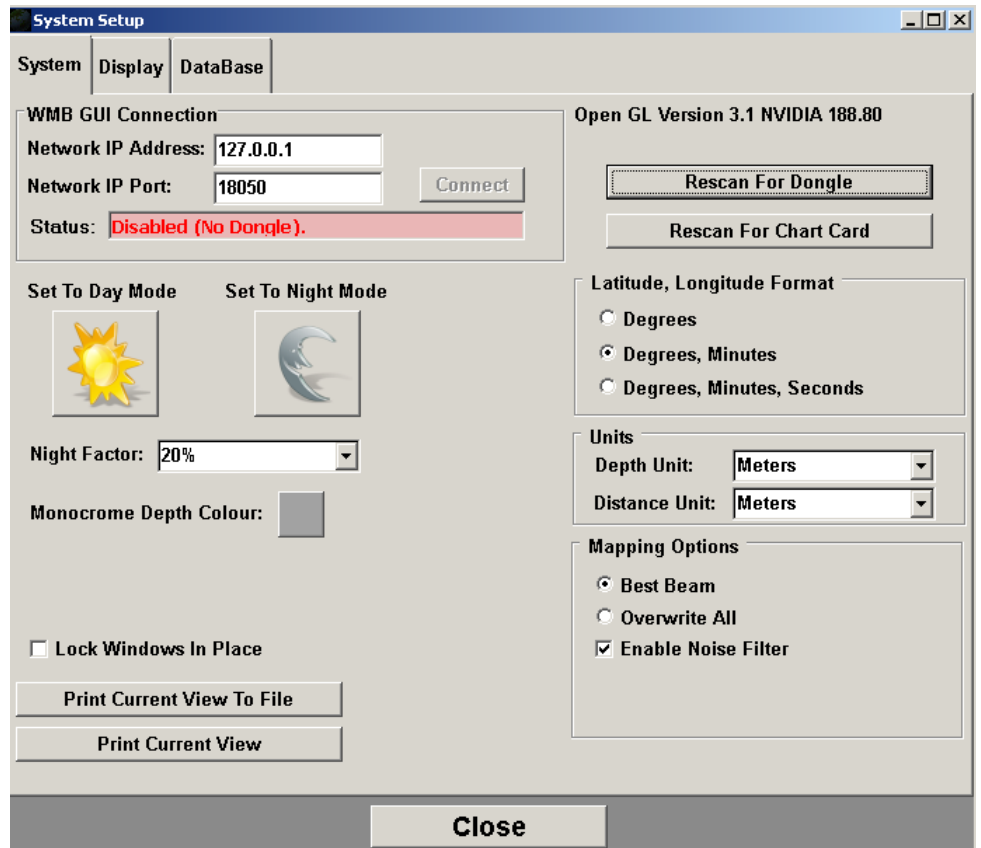 System Setup
System Display DataBase
WMB GUI Connection
Network IP Address: 127.0.0.1
Network IP Port: 18050 Connect
Status: Disabled (No Dongle).
Open GL Version 3.1 NVIDIA 188.80
Rescan For Dongle
Rescan For Chart Card
Set To Day Mode Set To Night Mode
Night Factor: 20%
Monocrome Depth Colour:
Latitude, Longitude Format
Degrees
Degrees, Minutes
Degrees, Minutes, Seconds
Units
Depth Unit: Meters
Distance Unit: Meters
Mapping Options
Best Beam
Overwrite All
Enable Noise Filter
Lock Windows In Place
Print Current View To File
Print Current View
Close